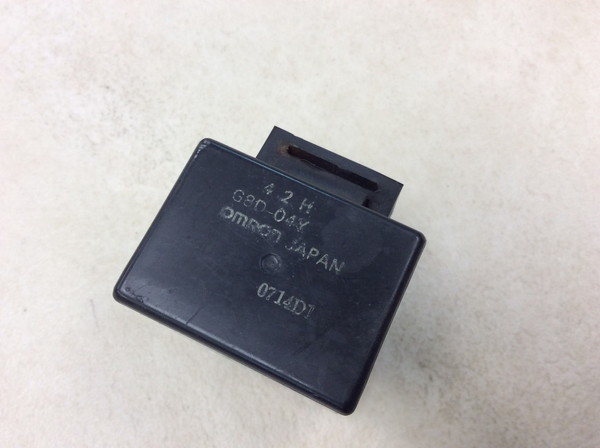 4 2 H
G8D-04Y
omron JAPAN
0714D1